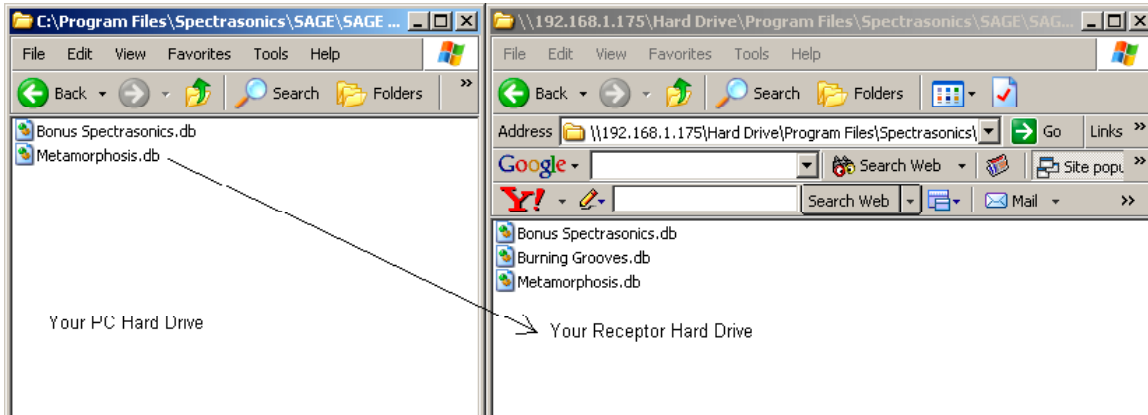 C:\Program Files\Spectrasonics\SAGE\SAGE ...
File Edit View Favorites Tools Help
Back Search Folders »
Bonus Spectrasonics.db
Metamorphosis.db
Your PC Hard Drive
\\192.168.1.175\Hard Drive\Program Files\Spectrasonics\SAGE\SAG...
File Edit View Favorites Tools Help
Back Search Folders
Address \\192.168.1.175\Hard Drive\Program Files\Spectrasonics\ Go Links »
Google Search Web Site popu »
Y! Search Web Mail »
Bonus Spectrasonics.db
Burning Grooves.db
Metamorphosis.db
Your Receptor Hard Drive